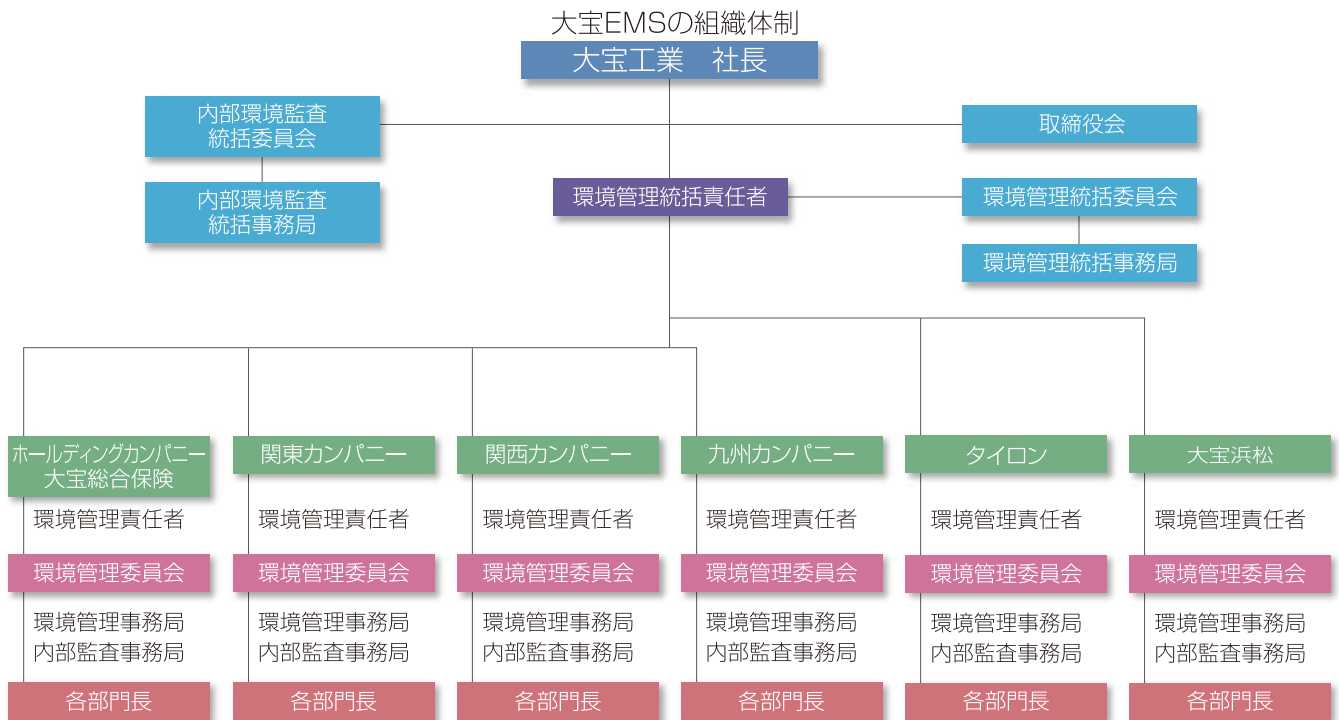 大宝EMSの組織体制
大宝工業　社長
内部環境監査
統括委員会
取締役会
内部環境監査
統括事務局
環境管理統括責任者
環境管理統括委員会
環境管理統括事務局
ホールディングカンパニー
大宝総合保険
環境管理責任者
環境管理委員会
環境管理事務局
内部監査事務局
各部門長
関東カンパニー
環境管理責任者
環境管理委員会
環境管理事務局
内部監査事務局
各部門長
関西カンパニー
環境管理責任者
環境管理委員会
環境管理事務局
内部監査事務局
各部門長
九州カンパニー
環境管理責任者
環境管理委員会
環境管理事務局
内部監査事務局
各部門長
タイロン
環境管理責任者
環境管理委員会
環境管理事務局
内部監査事務局
各部門長
大宝浜松
環境管理責任者
環境管理委員会
環境管理事務局
内部監査事務局
各部門長